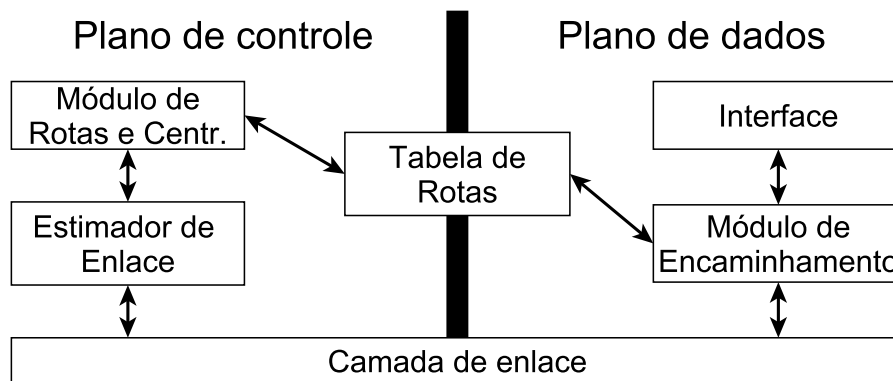 Plano de controle
Plano de dados
Módulo de
Rotas e Centr.
Interface
Tabela de
Rotas
Estimador de
Enlace
Módulo de
Encaminhamento
Camada de enlace